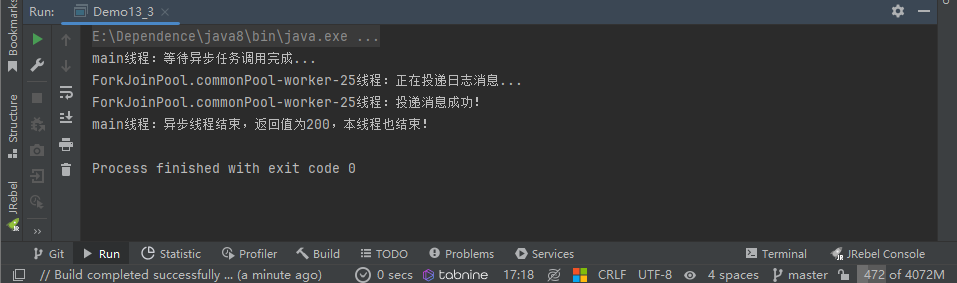 Run: Demo13_3
Bookmarks
Structure
JRebel
E:\Dependence\java8\bin\java.exe ...
main线程：等待异步任务调用完成...
ForkJoinPool.commonPool-worker-25线程：正在投递日志消息...
ForkJoinPool.commonPool-worker-25线程：投递消息成功!
main线程：异步线程结束，返回值为200，本线程也结束!
Process finished with exit code 0
Git Run Statistic Profiler Build TODO Problems Services Terminal JRebel Console
// Build completed successfully ... (a minute ago) 0 secs tabnine 17:18 CRLF UTF-8 4 spaces master 472 of 4072M